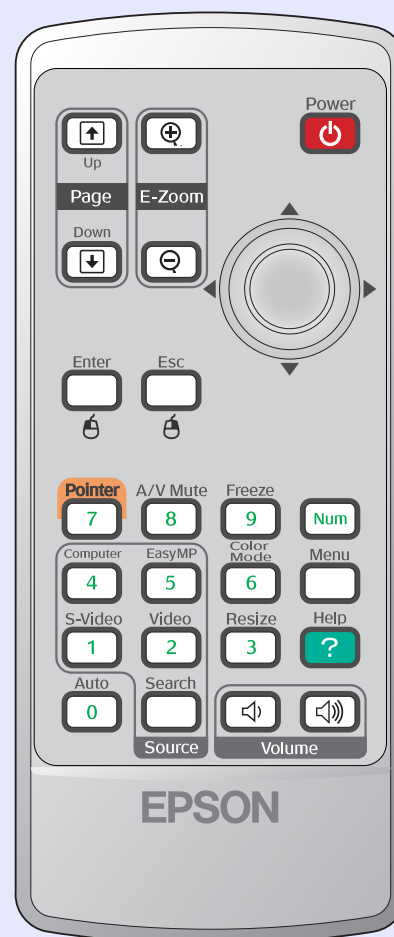 Power
Up
Page E-Zoom
Down
Enter Esc
Pointer A/V Mute Freeze
7 8 9 Num
Computer EasyMP Color Mode Menu
4 5 6
S-Video Video Resize Help
1 2 3 ?
Auto Search
0
Source Volume
EPSON